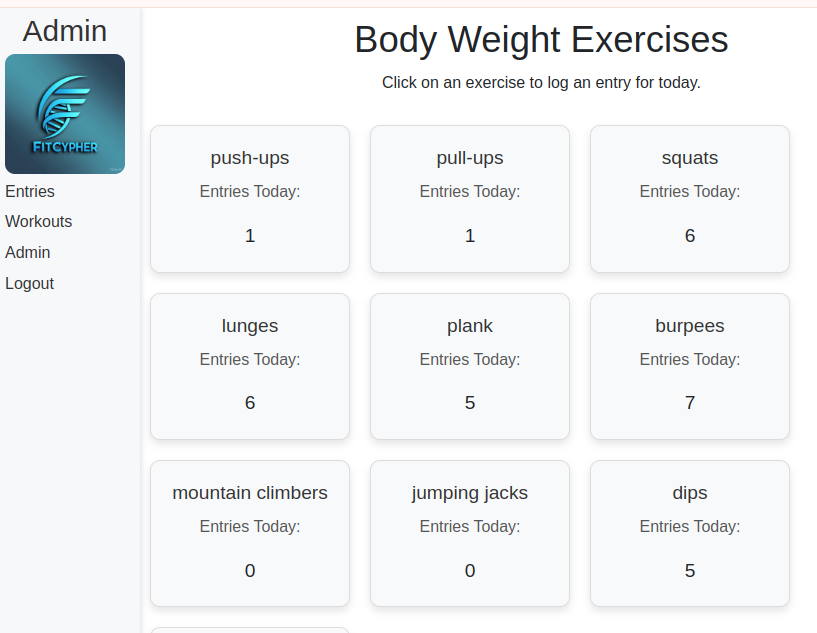 Admin
FITCYPHER
Entries
Workouts
Admin
Logout
Body Weight Exercises
Click on an exercise to log an entry for today.
push-ups
Entries Today:
1
pull-ups
Entries Today:
1
squats
Entries Today:
6
lunges
Entries Today:
6
plank
Entries Today:
5
burpees
Entries Today:
7
mountain climbers
Entries Today:
0
jumping jacks
Entries Today:
0
dips
Entries Today:
5